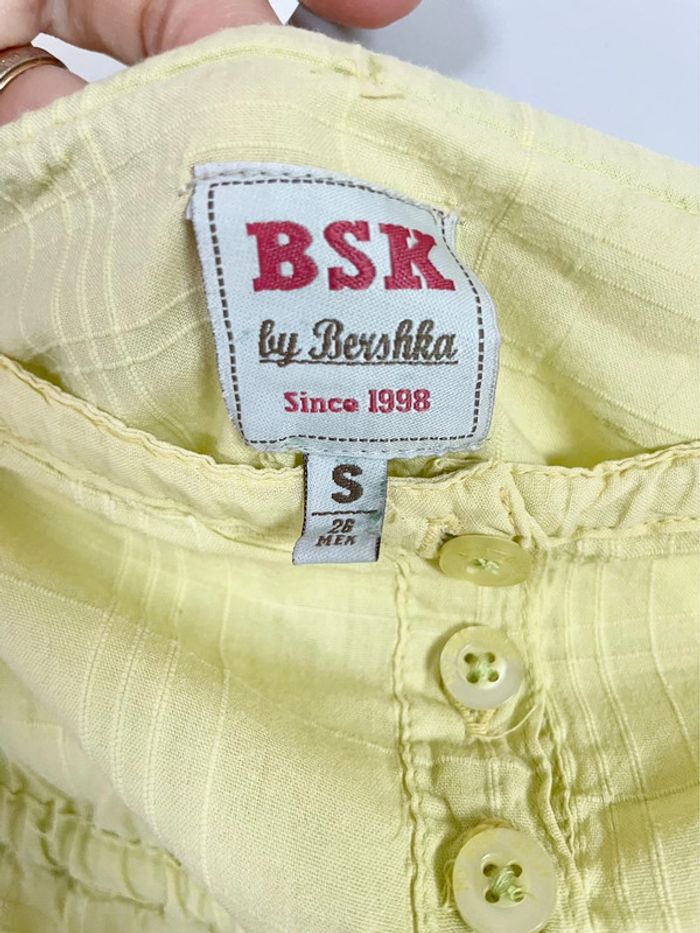 BSK
by Bershka
Since 1998
S
26
MEX